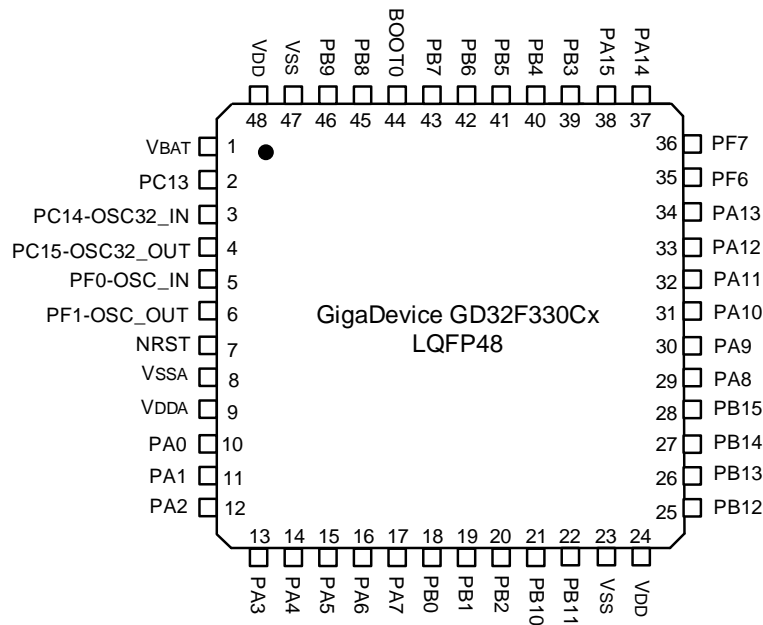 VDD
VSS
PB9
PB8
BOOT0
PB7
PB6
PB5
PB4
PB3
PA15
PA14
48 47 46 45 44 43 42 41 40 39 38 37
VBAT 1
PC13 2
PC14-OSC32_IN 3
PC15-OSC32_OUT 4
PF0-OSC_IN 5
PF1-OSC_OUT 6
NRST 7
VSSA 8
VDDA 9
PA0 10
PA1 11
PA2 12
GigaDevice GD32F330Cx
LQFP48
36 PF7
35 PF6
34 PA13
33 PA12
32 PA11
31 PA10
30 PA9
29 PA8
28 PB15
27 PB14
26 PB13
25 PB12
13 14 15 16 17 18 19 20 21 22 23 24
PA3
PA4
PA5
PA6
PA7
PB0
PB1
PB2
PB10
PB11
VSS
VDD